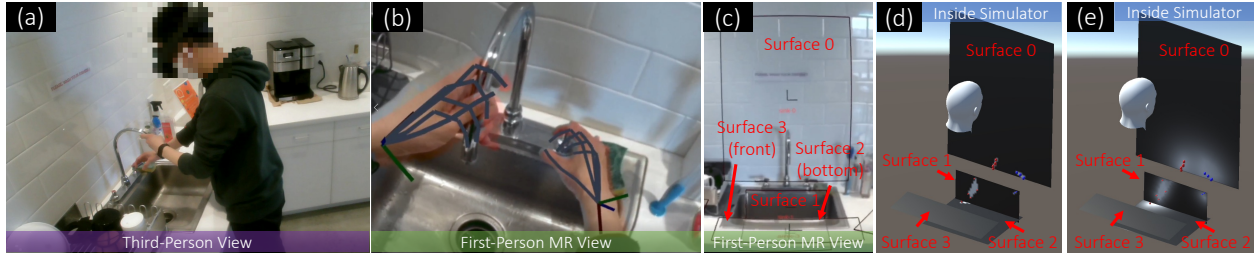 (a)
Third-Person View
(b)
First-Person MR View
(c)
Surface 0
Surface 3
(front)
Surface 2
(bottom)
Surface 1
First-Person MR View
(d)
Inside Simulator
Surface 0
Surface 1
Surface 3
Surface 2
(e)
Inside Simulator
Surface 0
Surface 1
Surface 3
Surface 2